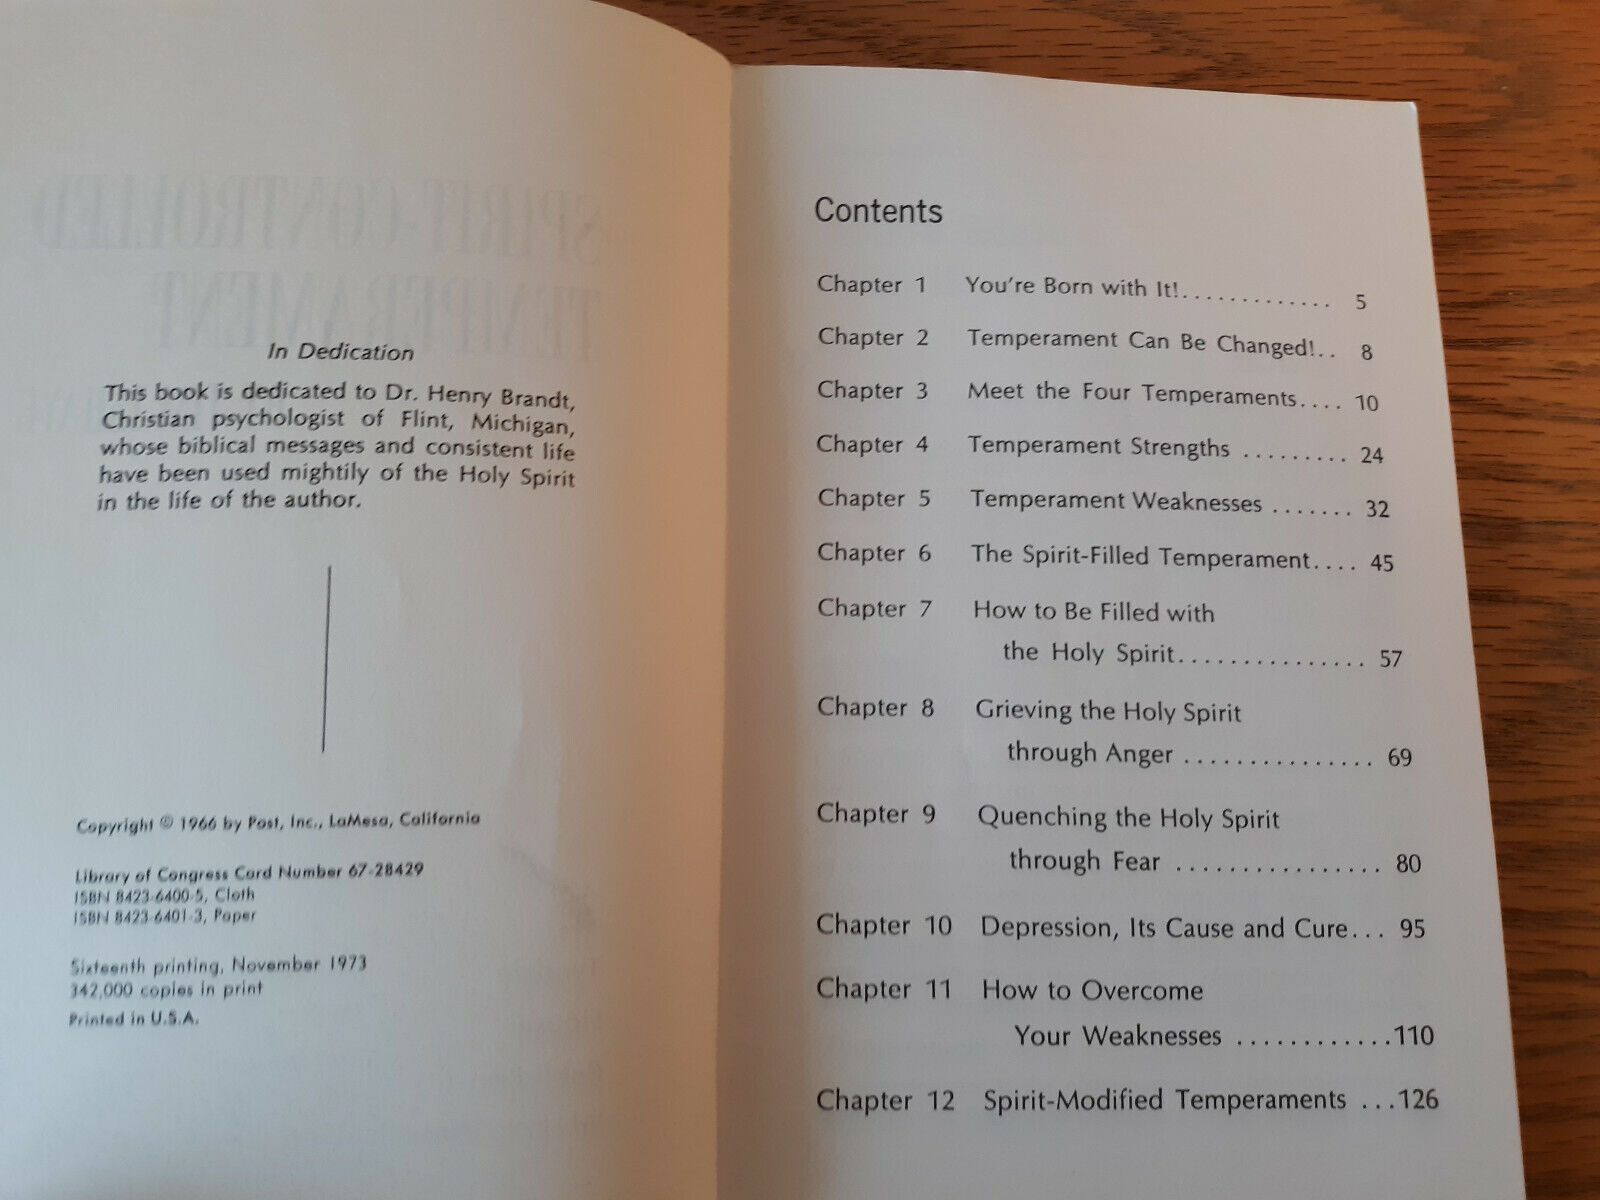 SPIRIT-CONTROLLED
TEMPERAMENT
In Dedication
This book is dedicated to Dr. Henry Brandt,
Christian psychologist of Flint, Michigan,
whose biblical messages and consistent life
have been used mightily of the Holy Spirit
in the life of the author.
Copyright © 1966 by Post, Inc., LaMesa, California
Library of Congress Card Number 67-28429
ISBN 8423-6400-5, Cloth
ISBN 8423-6401-3, Paper
Sixteenth printing, November 1973
342,000 copies in print
Printed in U.S.A.
Contents
Chapter 1 You're Born with It!............. 5
Chapter 2 Temperament Can Be Changed!.. 8
Chapter 3 Meet the Four Temperaments.... 10
Chapter 4 Temperament Strengths ......... 24
Chapter 5 Temperament Weaknesses ....... 32
Chapter 6 The Spirit-Filled Temperament.... 45
Chapter 7 How to Be Filled with
the Holy Spirit............... 57
Chapter 8 Grieving the Holy Spirit
through Anger ............... 69
Chapter 9 Quenching the Holy Spirit
through Fear ................ 80
Chapter 10 Depression, Its Cause and Cure... 95
Chapter 11 How to Overcome
Your Weaknesses ............110
Chapter 12 Spirit-Modified Temperaments ...126